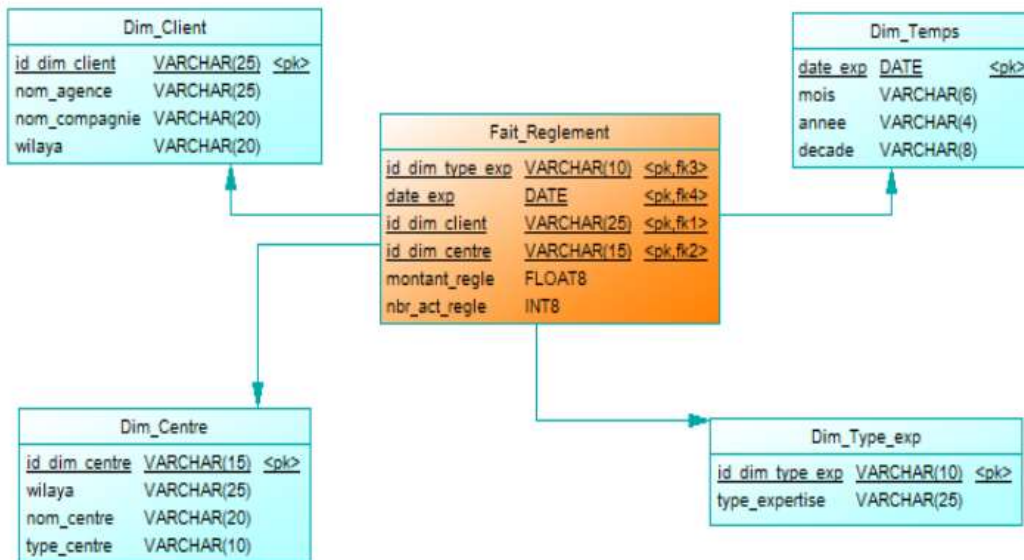 Dim_Client
id_dim_client VARCHAR(25) <pk>
nom_agence VARCHAR(25)
nom_compagnie VARCHAR(20)
wilaya VARCHAR(20)
Dim_Temps
date_exp DATE <pk>
mois VARCHAR(6)
annee VARCHAR(4)
decade VARCHAR(8)
Fait_Reglement
id_dim_type_exp VARCHAR(10) <pk,fk3>
date_exp DATE <pk,fk4>
id_dim_client VARCHAR(25) <pk,fk1>
id_dim_centre VARCHAR(15) <pk,fk2>
montant_regle FLOAT8
nbr_act_regle INT8
Dim_Centre
id_dim_centre VARCHAR(15) <pk>
wilaya VARCHAR(25)
nom_centre VARCHAR(20)
type_centre VARCHAR(10)
Dim_Type_exp
id_dim_type_exp VARCHAR(10) <pk>
type_expertise VARCHAR(25)